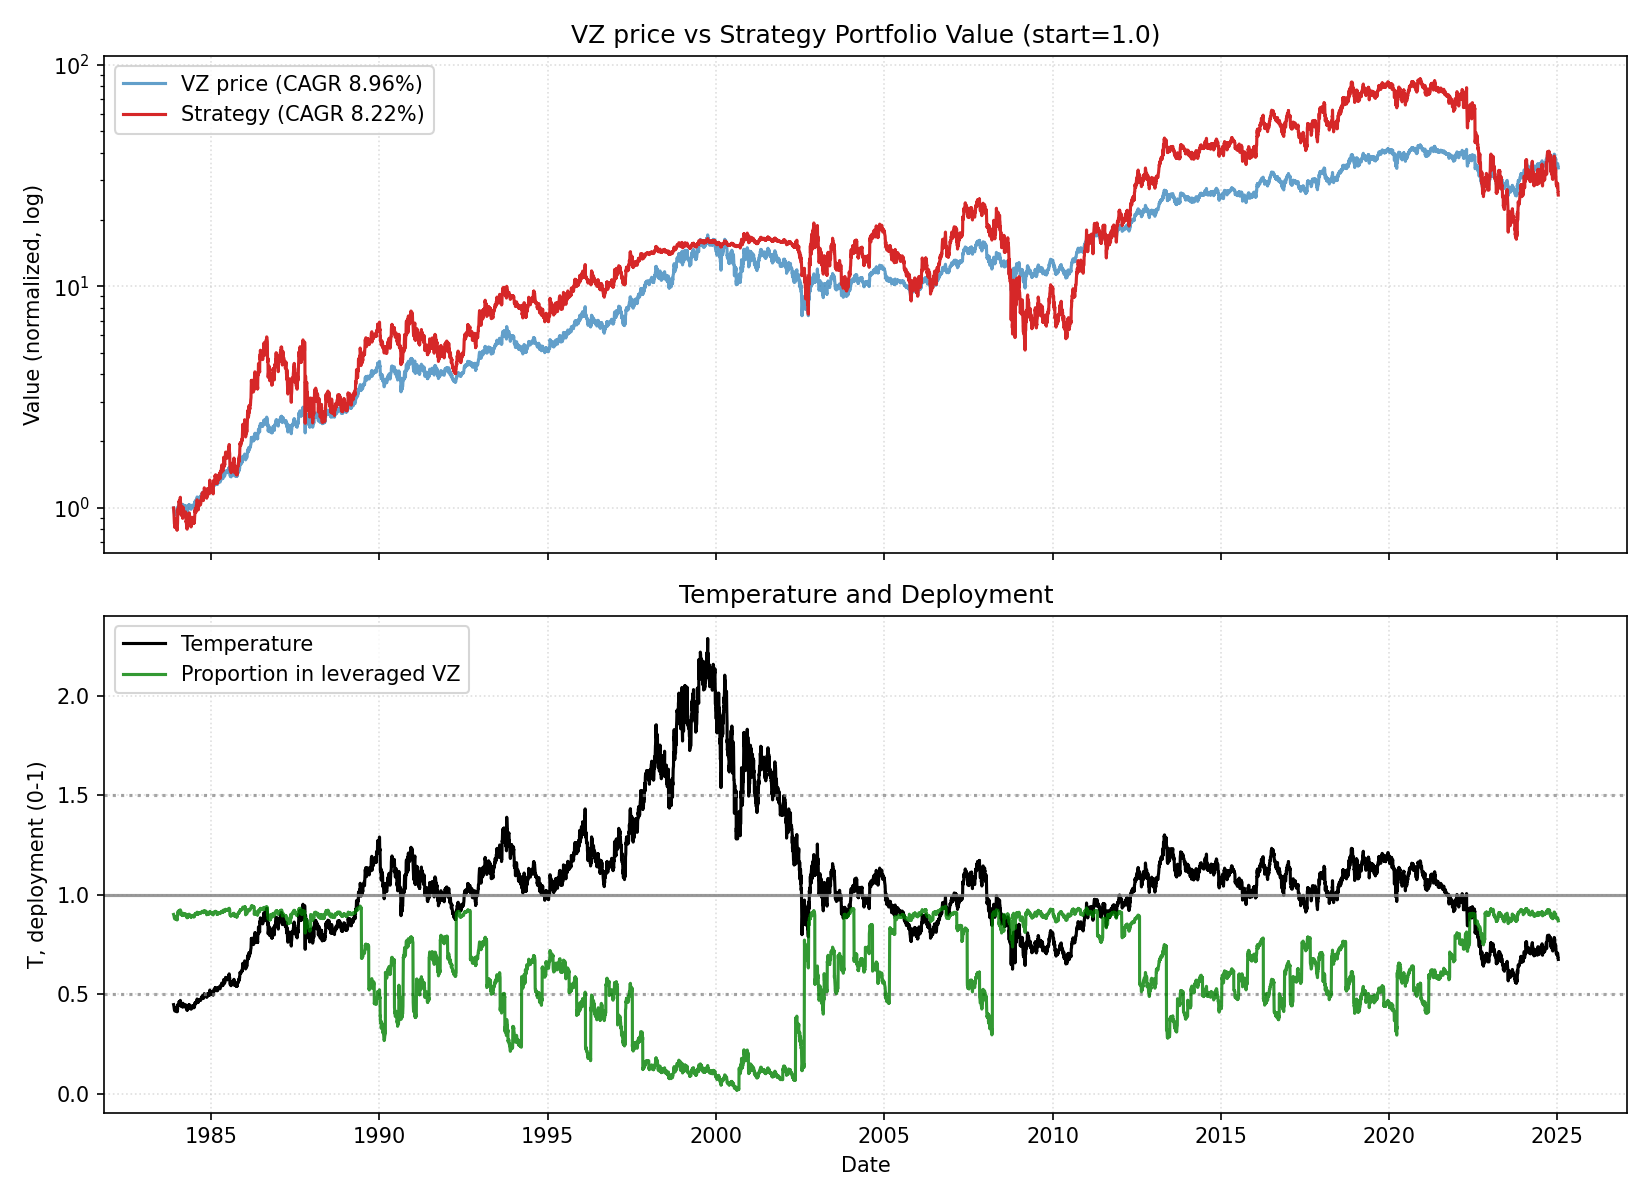 VZ price vs Strategy Portfolio Value (start=1.0)
VZ price (CAGR 8.96%)
Strategy (CAGR 8.22%)
Value (normalized, log)
10²
10¹
10⁰
Temperature and Deployment
Temperature
Proportion in leveraged VZ
T, deployment (0-1)
2.0
1.5
1.0
0.5
0.0
1985 1990 1995 2000 2005 2010 2015 2020 2025
Date